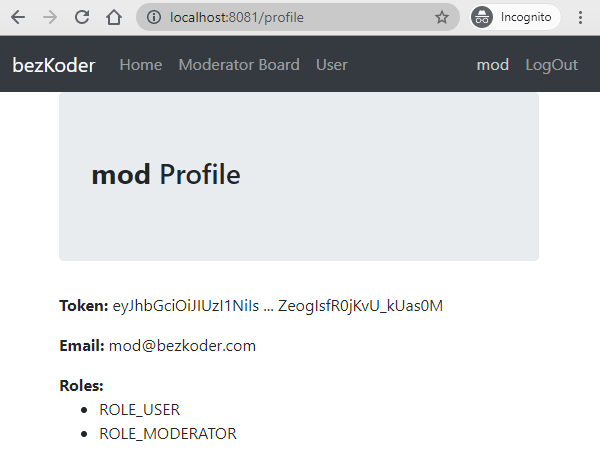 localhost:8081/profile
Incognito
bezKoder Home Moderator Board User mod LogOut
mod Profile
Token: eyJhbGciOiJIUzI1NiIs ... ZeogIsfR0jKvU_kUas0M
Email: mod@bezkoder.com
Roles:
• ROLE_USER
• ROLE_MODERATOR